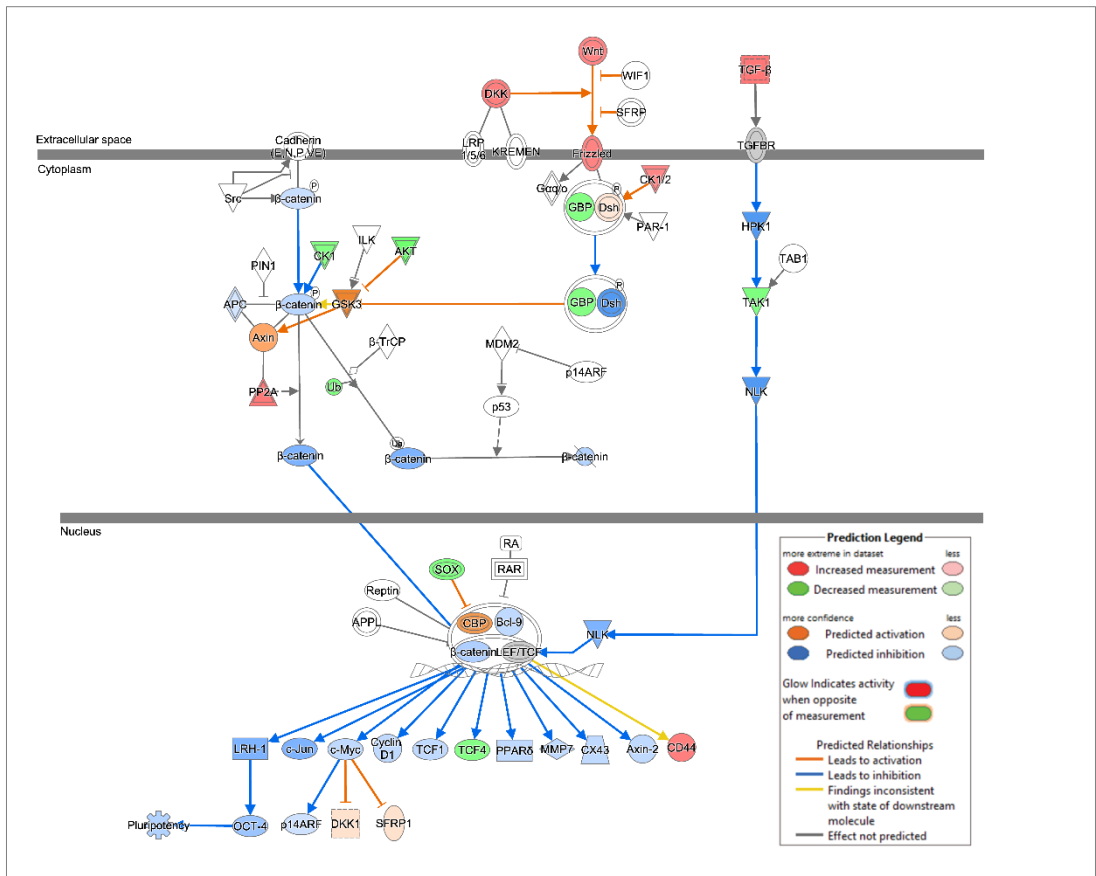 Wnt
WIF1
TGF-β
DKK
SFRP
Extracellular space
Cadherin
(E,N,P,VE)
LRP
1/5/6
KREMEN
Frizzled
TGFBR
Cytoplasm
Src
P
β-catenin
Gαq/o
P
CK1/2
GBP
Dsh
PAR-1
HPK1
PIN1
CK1
ILK
AKT
TAB1
APC
P
β-catenin
GSK3
GBP
P
Dsh
TAK1
Axin
β-TrCP
MDM2
p14ARF
PP2A
Ub
p53
NLK
β-catenin
Ub
β-catenin
β-catenin
Nucleus
RA
SOX
RAR
Reptin
APPL
CBP
Bcl-9
NLK
β-catenin
LEF/TCF
LRH-1
c-Jun
c-Myc
Cyclin
D1
TCF1
TCF4
PPARδ
MMP7
CX43
Axin-2
CD44
Pluripotency
OCT-4
p14ARF
DKK1
SFRP1
Prediction Legend
more extreme in dataset less
Increased measurement
Decreased measurement
more confidence less
Predicted activation
Predicted inhibition
Glow Indicates activity
when opposite
of measurement
Predicted Relationships
Leads to activation
Leads to inhibition
Findings inconsistent
with state of downstream
molecule
Effect not predicted